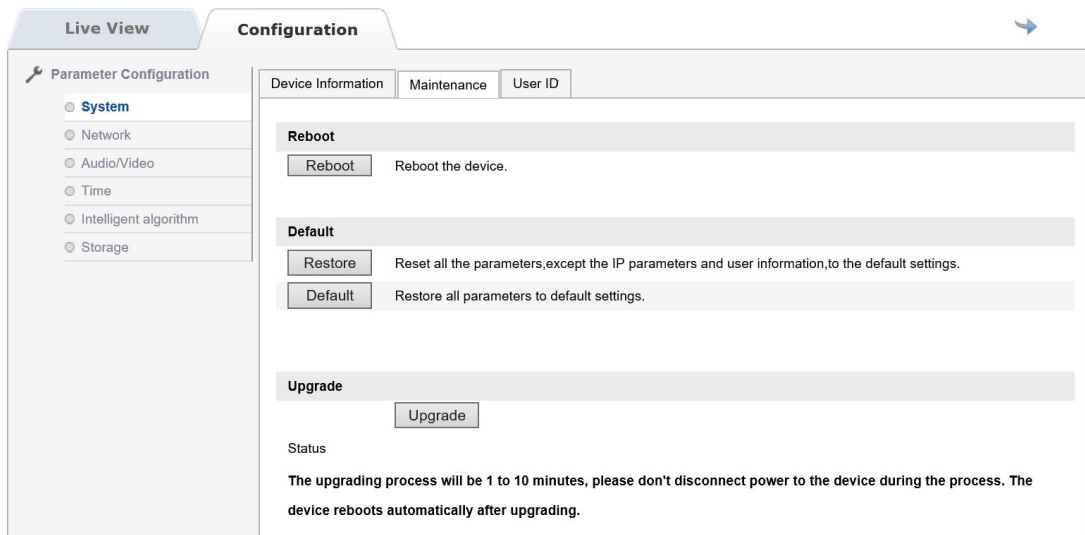 Live View
Configuration
Parameter Configuration
System
Network
Audio/Video
Time
Intelligent algorithm
Storage
Device Information
Maintenance
User ID
Reboot
Reboot Reboot the device.
Default
Restore Reset all the parameters,except the IP parameters and user information,to the default settings.
Default Restore all parameters to default settings.
Upgrade
Upgrade
Status
The upgrading process will be 1 to 10 minutes, please don't disconnect power to the device during the process. The
device reboots automatically after upgrading.